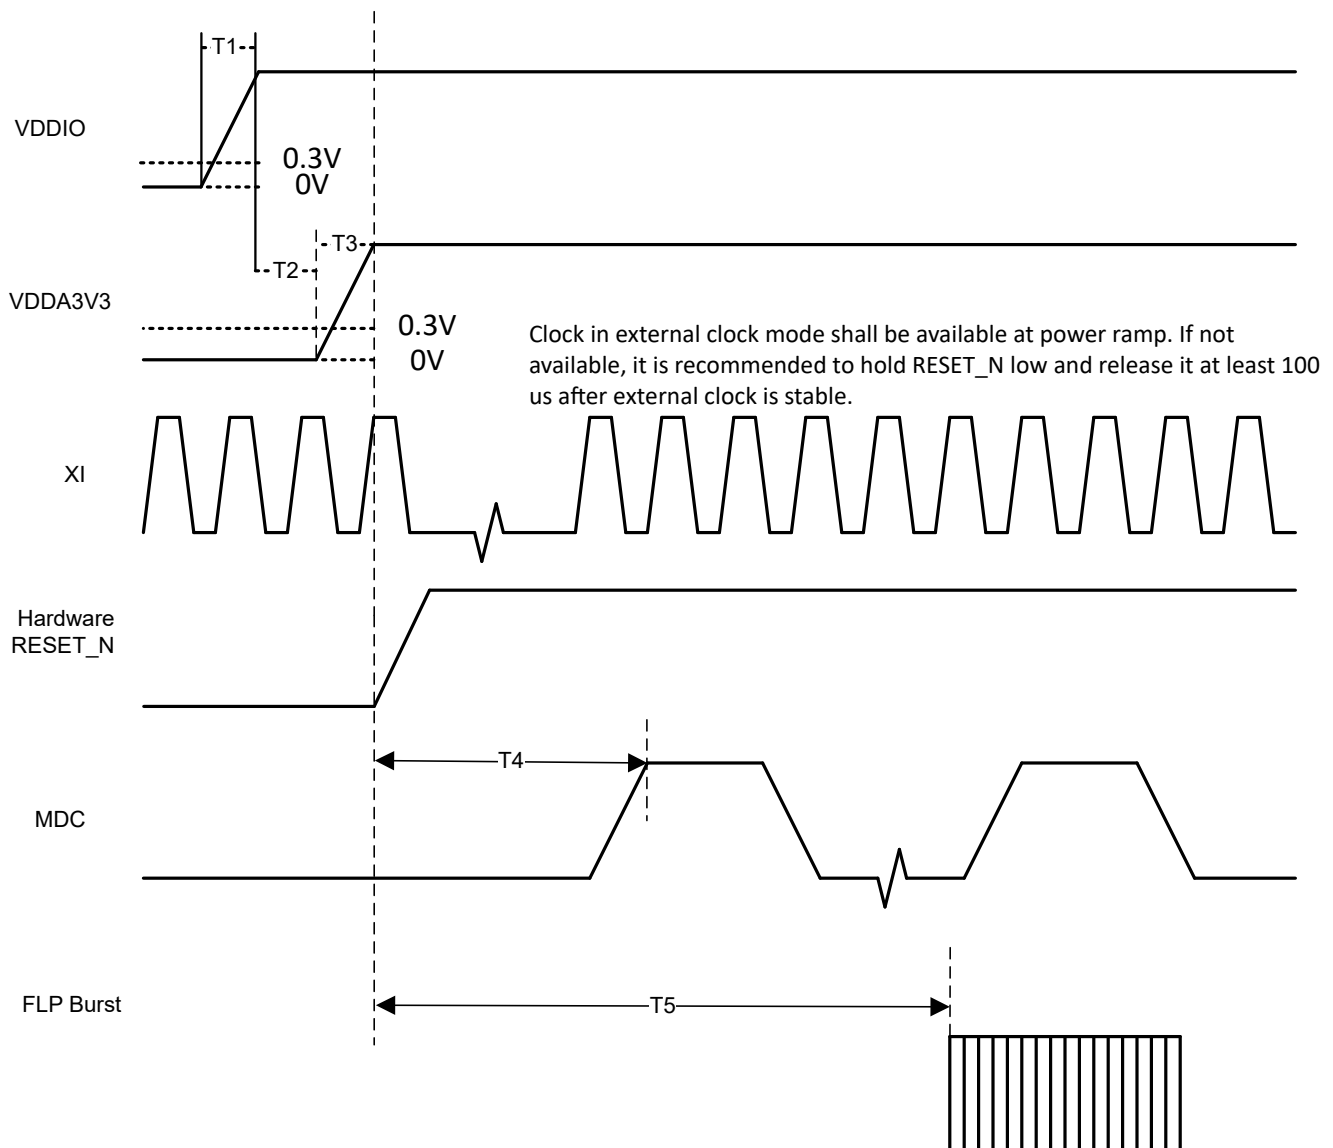 T1
VDDIO
0.3V
0V
T3
T2
VDDA3V3
0.3V
0V
Clock in external clock mode shall be available at power ramp. If not
available, it is recommended to hold RESET_N low and release it at least 100
us after external clock is stable.
XI
Hardware
RESET_N
T4
MDC
FLP Burst
T5